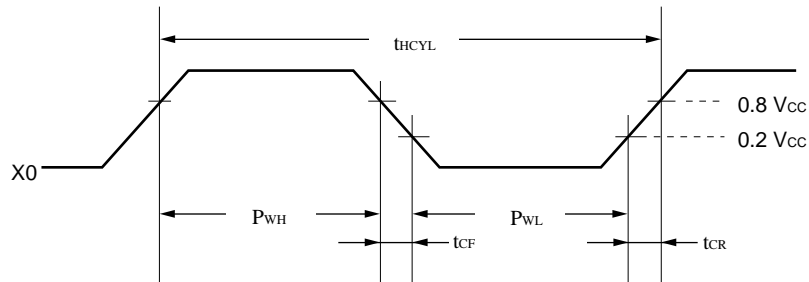 tHCYL
0.8 VCC
0.2 VCC
X0
PWH
PWL
tCF
tCR